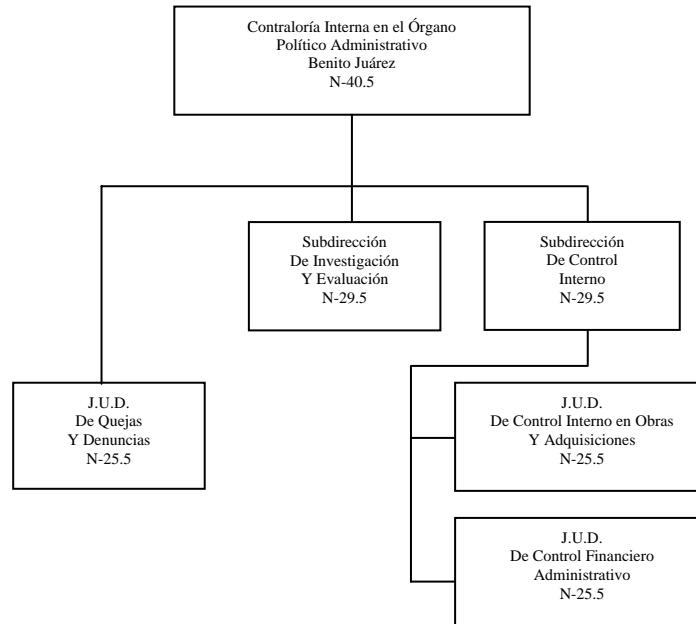 Contraloría Interna en el Órgano
Político Administrativo
Benito Juárez
N-40.5
Subdirección
De Investigación
Y Evaluación
N-29.5
Subdirección
De Control
Interno
N-29.5
J.U.D.
De Quejas
Y Denuncias
N-25.5
J.U.D.
De Control Interno en Obras
Y Adquisiciones
N-25.5
J.U.D.
De Control Financiero
Administrativo
N-25.5